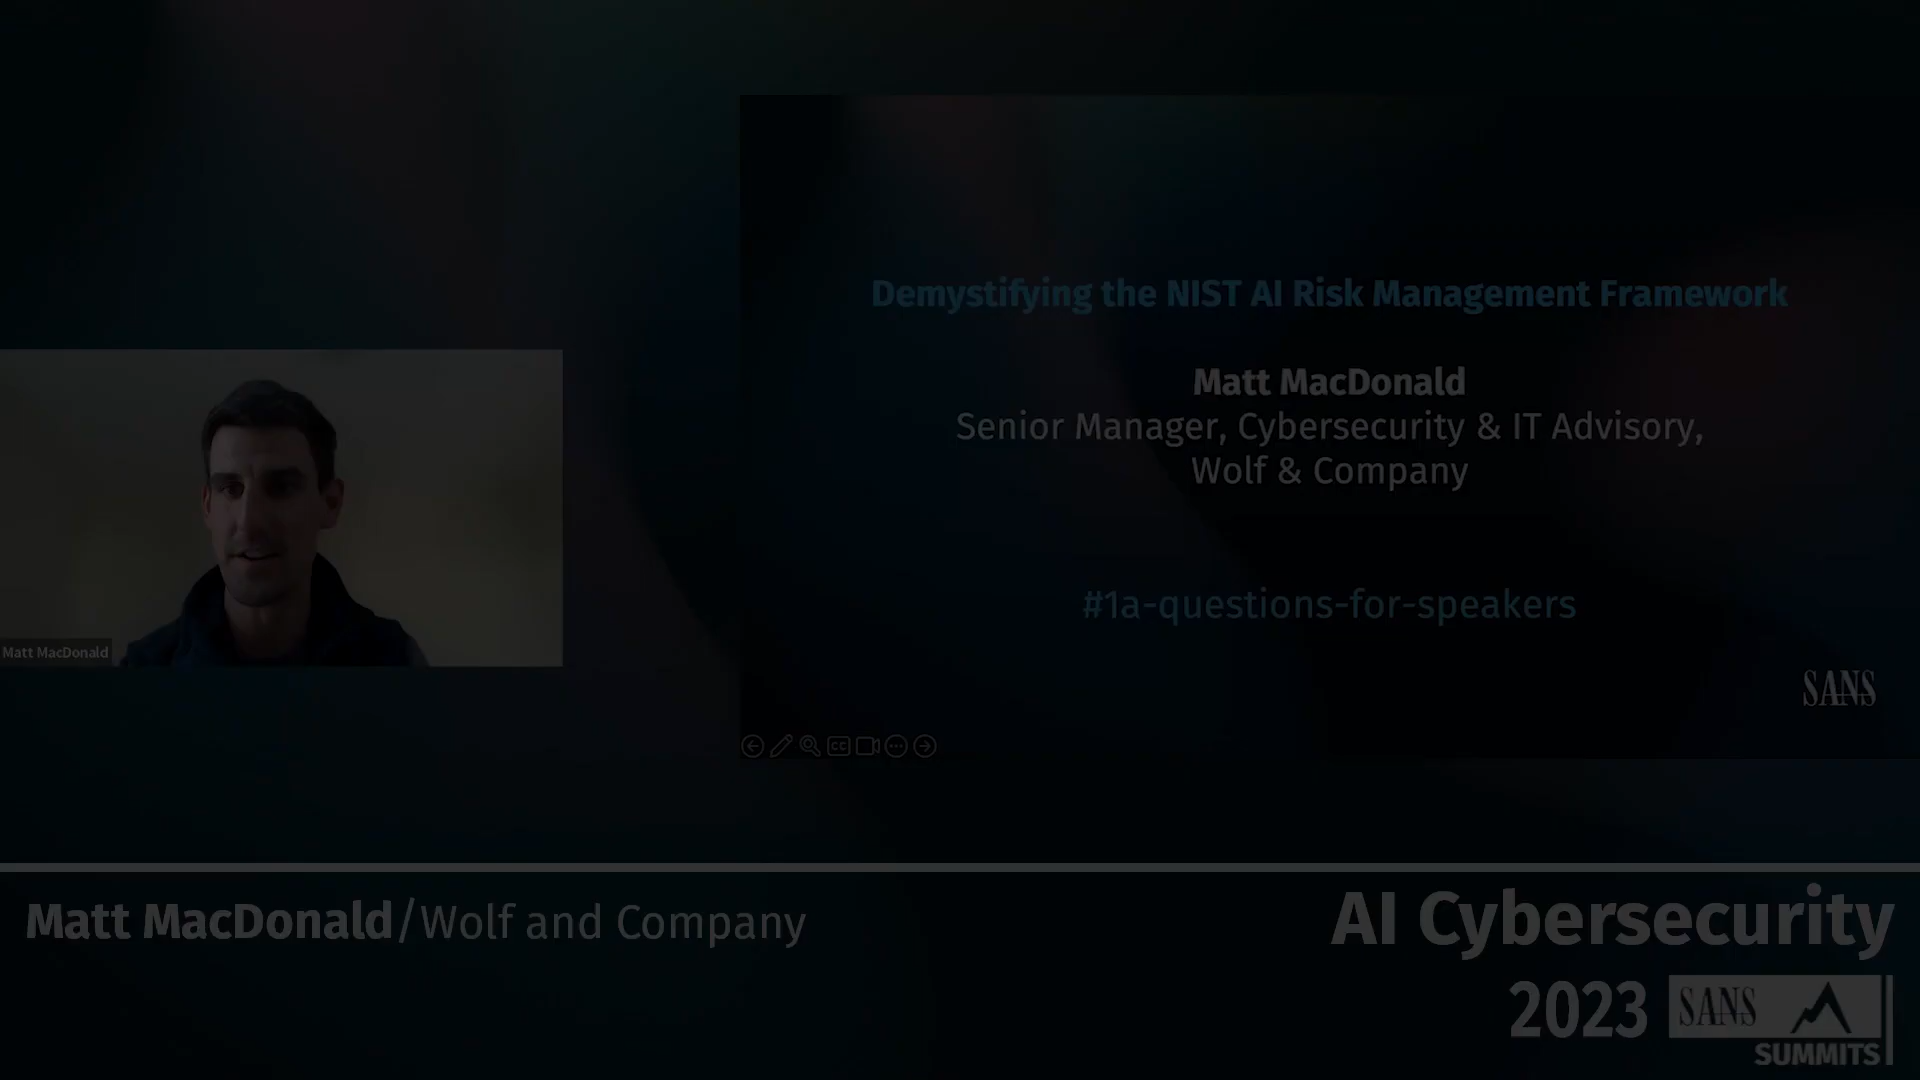 Demystifying the NIST AI Risk Management Framework
Matt MacDonald
Senior Manager, Cybersecurity & IT Advisory,
Wolf & Company
#1a-questions-for-speakers
SANS
Matt MacDonald
CC
Matt MacDonald/Wolf and Company
AI Cybersecurity
2023
SANS
SUMMITS